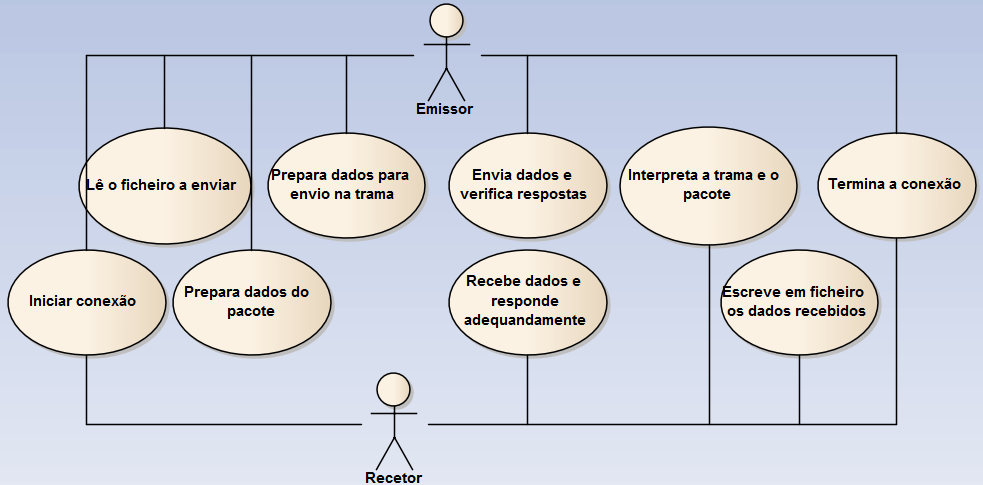 Emissor
Lê o ficheiro a enviar
Prepara dados para
envio na trama
Envia dados e
verifica respostas
Interpreta a trama e o
pacote
Termina a conexão
Iniciar conexão
Prepara dados do
pacote
Recebe dados e
responde
adequandamente
Escreve em ficheiro
os dados recebidos
Recetor